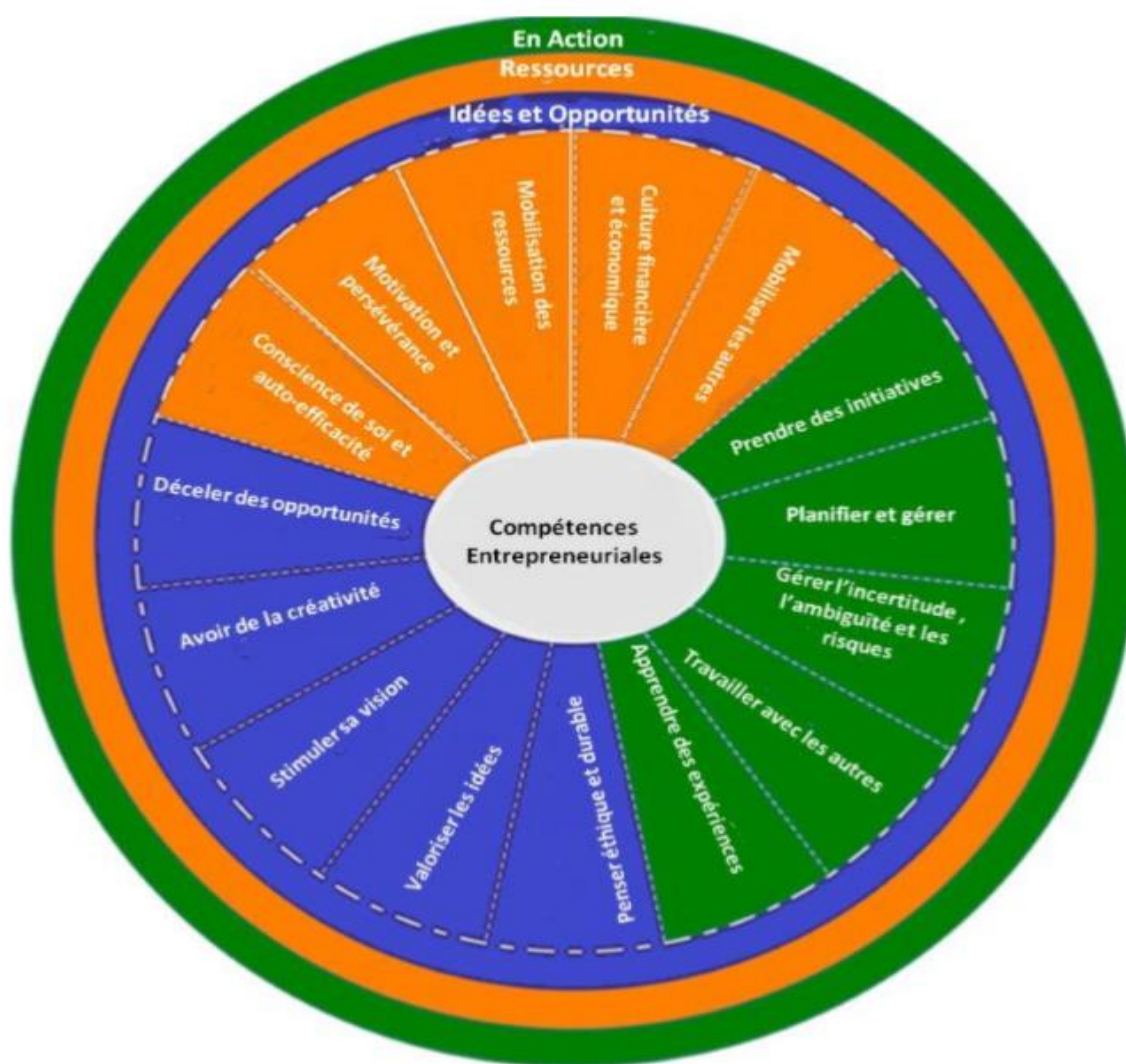 En Action
Ressources
Idées et Opportunités
Mobilisation des
ressources
Culture financière
et économique
Mobiliser les autres
Motivation et
persévérance
Conscience de soi et
auto-efficacité
Prendre des initiatives
Déceler des opportunités
Planifier et gérer
Compétences
Entrepreneuriales
Avoir de la créativité
Gérer l'incertitude ,
l'ambiguïté et les
risques
Stimuler sa vision
Travailler avec les autres
Valoriser les idées
Penser éthique et durable
Apprendre des expériences